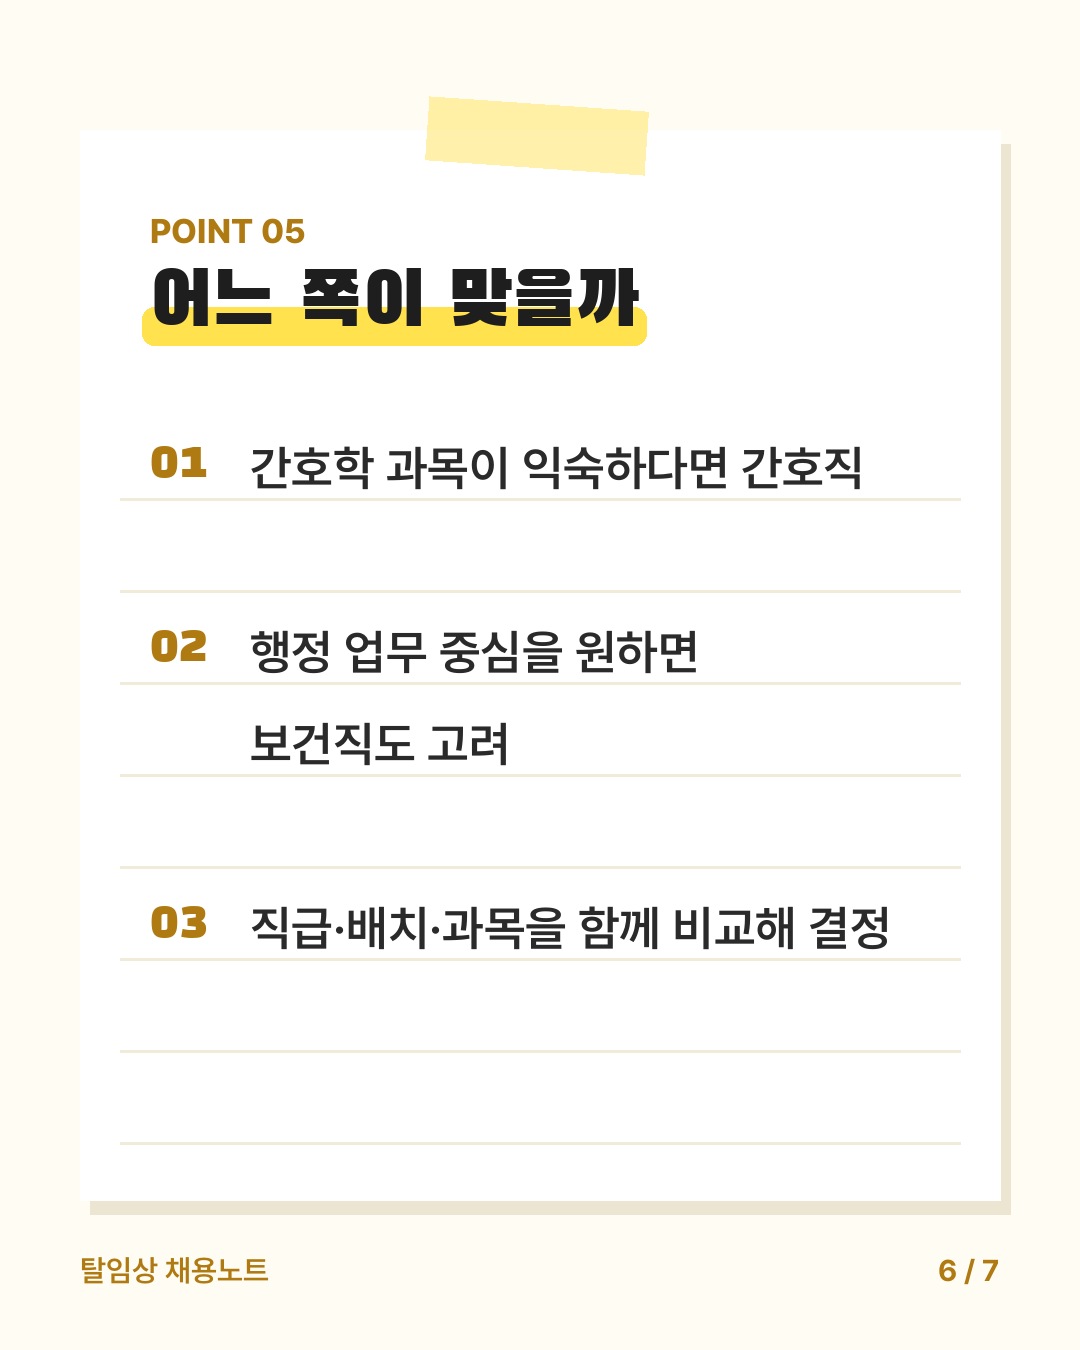 POINT 05
어느 쪽이 맞을까
01 간호학 과목이 익숙하다면 간호직
02 행정 업무 중심을 원하면
보건직도 고려
03 직급·배치·과목을 함께 비교해 결정
탈임상 채용노트
6 / 7